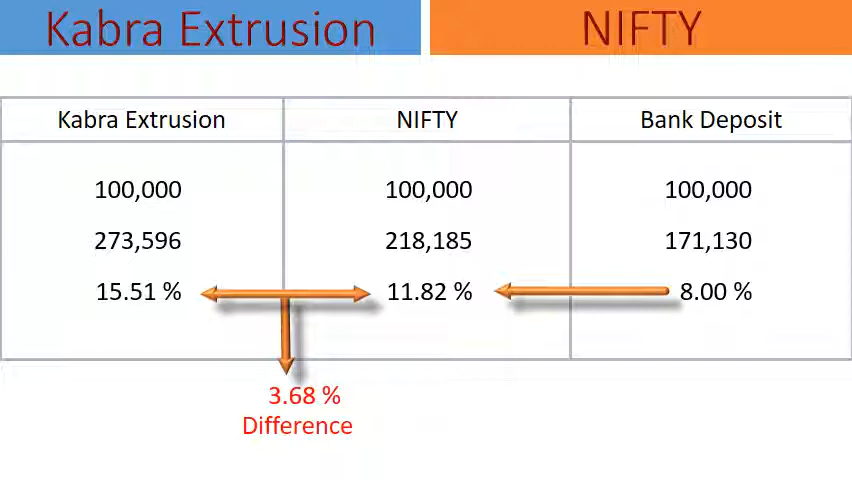 Kabra Extrusion NIFTY
Kabra Extrusion NIFTY Bank Deposit
100,000 100,000 100,000
273,596 218,185 171,130
15.51 % 11.82 % 8.00 %
3.68 %
Difference